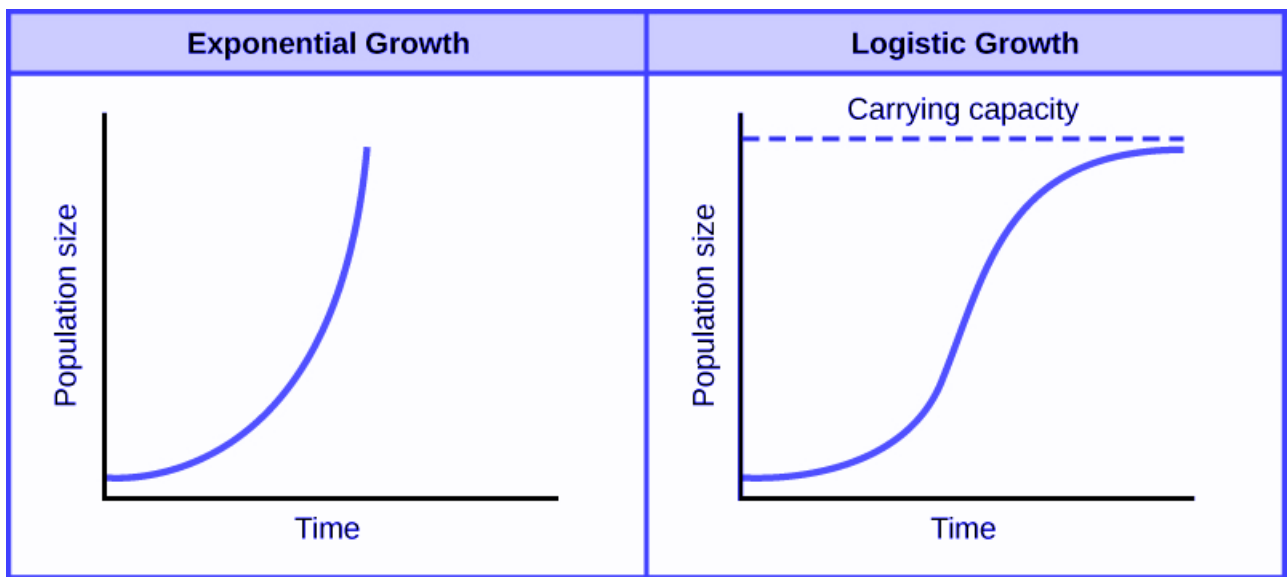 Exponential Growth
Population size
Time
Logistic Growth
Carrying capacity
Population size
Time